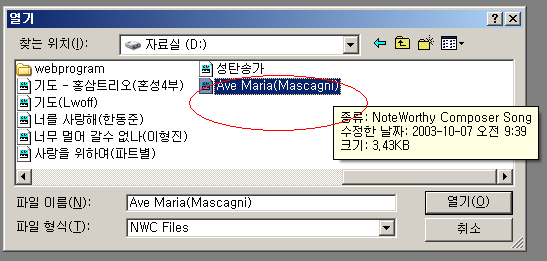 열기
찾는 위치(I):
자료실 (D:)
webprogram
기도 - 홍삼트리오(혼성4부)
기도(Lwoff)
너를 사랑해(한동준)
너무 멀어 갈수 없나(이형진)
사랑을 위하여(파트별)
성탄송가
Ave Maria(Mascagni)
종류: NoteWorthy Composer Song
수정한 날짜: 2003-10-07 오전 9:39
크기: 3,43KB
파일 이름(N):
Ave Maria(Mascagni)
열기(O)
파일 형식(T):
NWC Files
취소